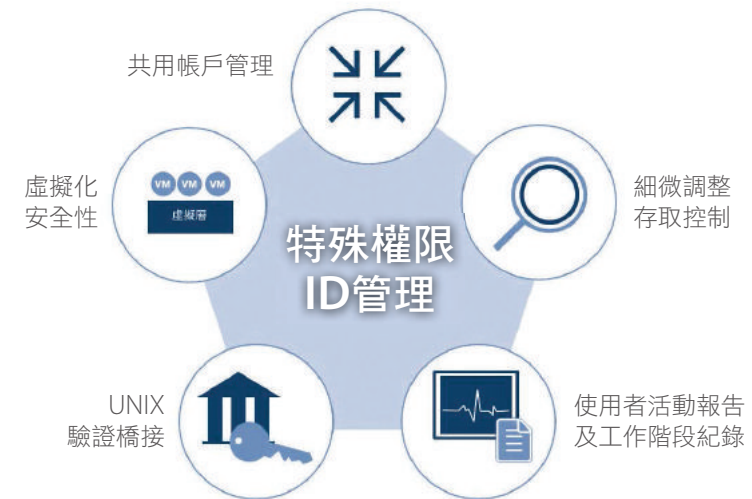 共用帳戶管理
虛擬化
安全性
VM VM VM
虛擬層
細微調整
存取控制
特殊權限
ID管理
UNIX
驗證橋接
使用者活動報告
及工作階段紀錄